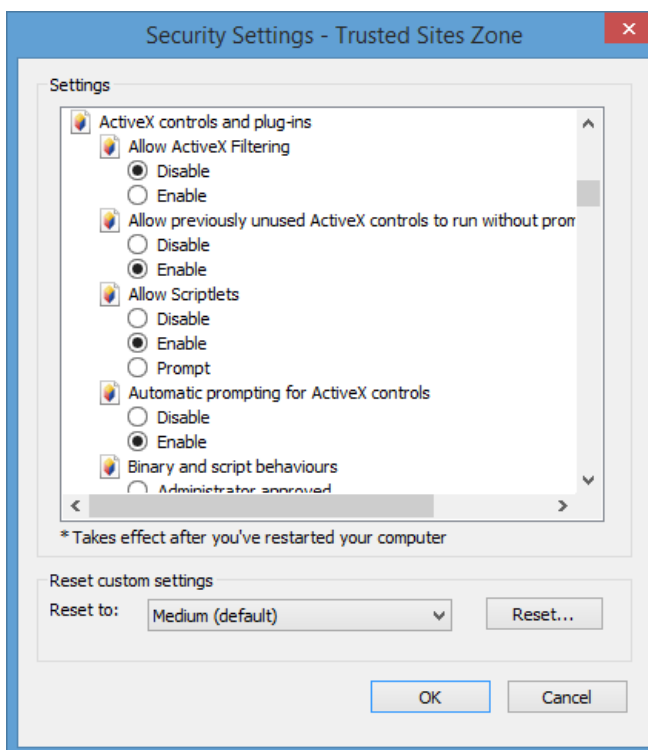 Security Settings - Trusted Sites Zone
Settings
ActiveX controls and plug-ins
Allow ActiveX Filtering
Disable
Enable
Allow previously unused ActiveX controls to run without prom
Disable
Enable
Allow Scriptlets
Disable
Enable
Prompt
Automatic prompting for ActiveX controls
Disable
Enable
Binary and script behaviours
Administrator approved
* Takes effect after you've restarted your computer
Reset custom settings
Reset to:
Medium (default)
Reset...
OK
Cancel